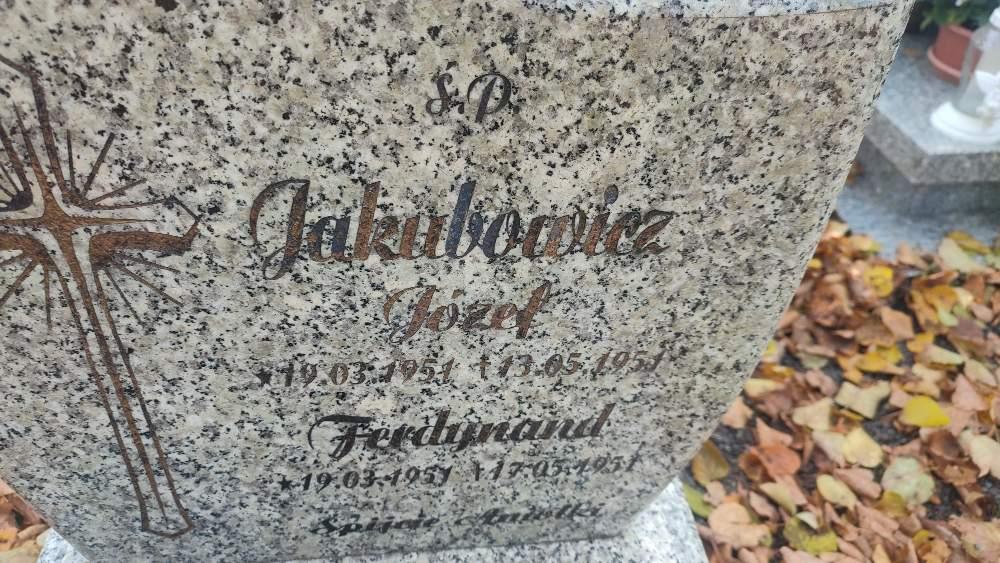 Ś.P.
Jakubowicz
Józef
* 19.03.1951 † 13.05.1951
Ferdynand
* 19.03.1951 † 17.05.1951
Śpijcie Aniołki